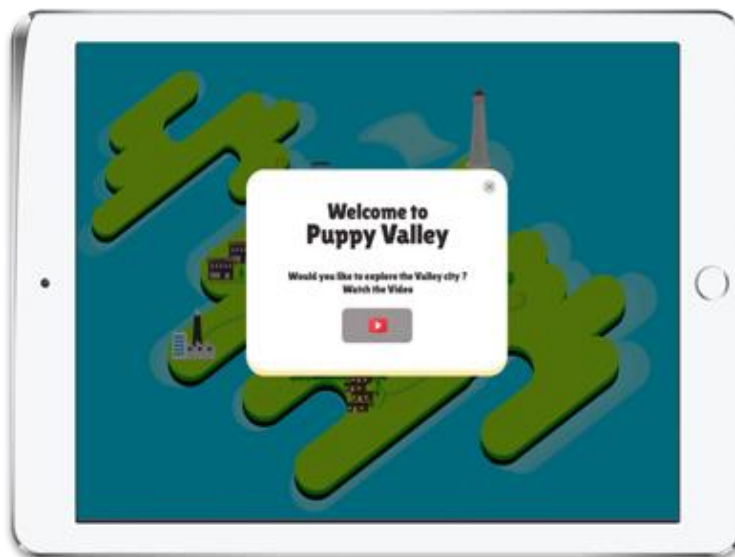 Welcome to
Puppy Valley
Would you like to explore the Valley city ?
Watch the Video